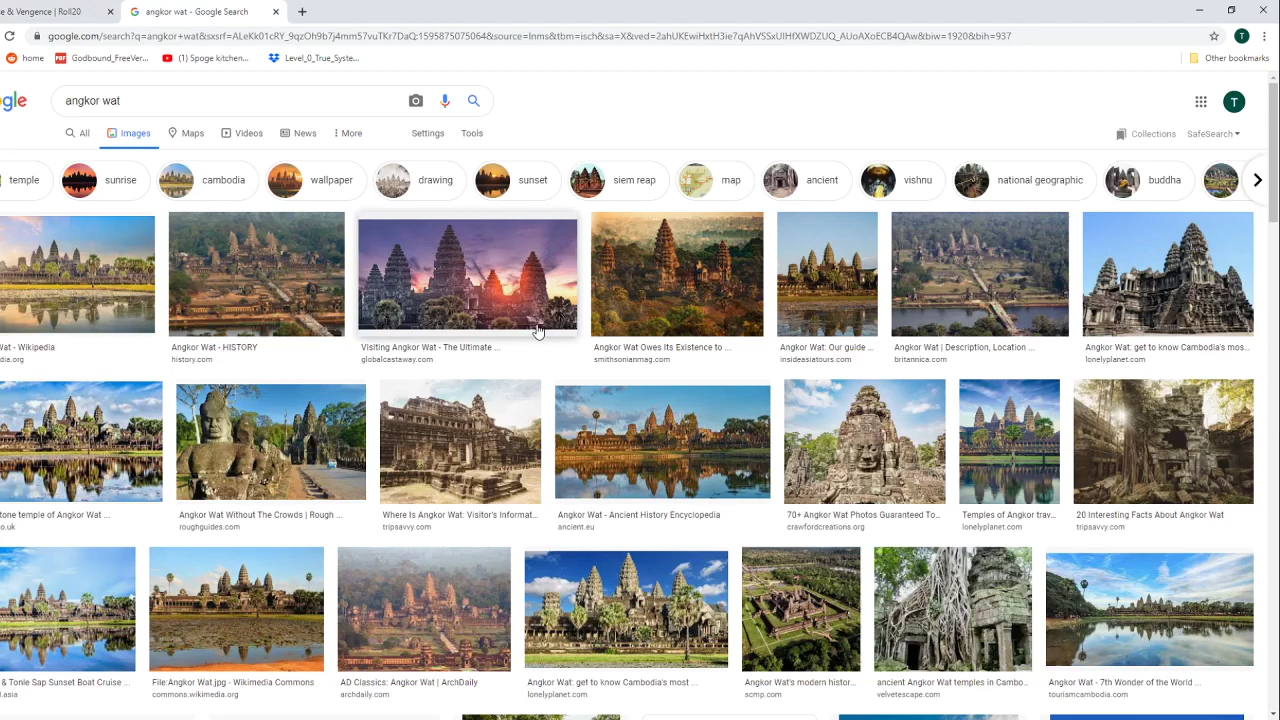 e & Vengence | Roll20
angkor wat - Google Search
google.com/search?q=angkor+wat&sxsrf=ALeKk01cRY_9qzOh9b7j4mm57vuTKr7DaQ:1595875075064&source=lnms&tbm=isch&sa=X&ved=2ahUKEwiHxtH3ie7qAhVSSxUIHfXWDZUQ_AUoAXoECB4QAw&biw=1920&bih=937
T
home
Godbound_FreeVer...
(1) Spoge kitchen...
Level_0_True_Syste...
Other bookmarks
gle
angkor wat
T
All
Images
Maps
Videos
News
More
Settings
Tools
Collections
SafeSearch
temple
sunrise
cambodia
wallpaper
drawing
sunset
siem reap
map
ancient
vishnu
national geographic
buddha
Wat - Wikipedia
dia.org
Angkor Wat - HISTORY
history.com
Visiting Angkor Wat - The Ultimate ...
globalcastaway.com
Angkor Wat Owes Its Existence to ...
smithsonianmag.com
Angkor Wat: Our guide ...
insideasiatours.com
Angkor Wat | Description, Location ...
britannica.com
Angkor Wat: get to know Cambodia's mos...
lonelyplanet.com
tone temple of Angkor Wat ...
o.uk
Angkor Wat Without The Crowds | Rough ...
roughguides.com
Where Is Angkor Wat: Visitor's Informat...
tripsavvy.com
Angkor Wat - Ancient History Encyclopedia
ancient.eu
70+ Angkor Wat Photos Guaranteed To...
crawfordcreations.org
Temples of Angkor trav...
lonelyplanet.com
20 Interesting Facts About Angkor Wat
tripsavvy.com
& Tonle Sap Sunset Boat Cruise ...
l.asia
File:Angkor Wat.jpg - Wikimedia Commons
commons.wikimedia.org
AD Classics: Angkor Wat | ArchDaily
archdaily.com
Angkor Wat: get to know Cambodia's most ...
lonelyplanet.com
Angkor Wat's modern histor...
scmp.com
ancient Angkor Wat temples in Cambo...
velvetescape.com
Angkor Wat - 7th Wonder of the World ...
tourismcambodia.com